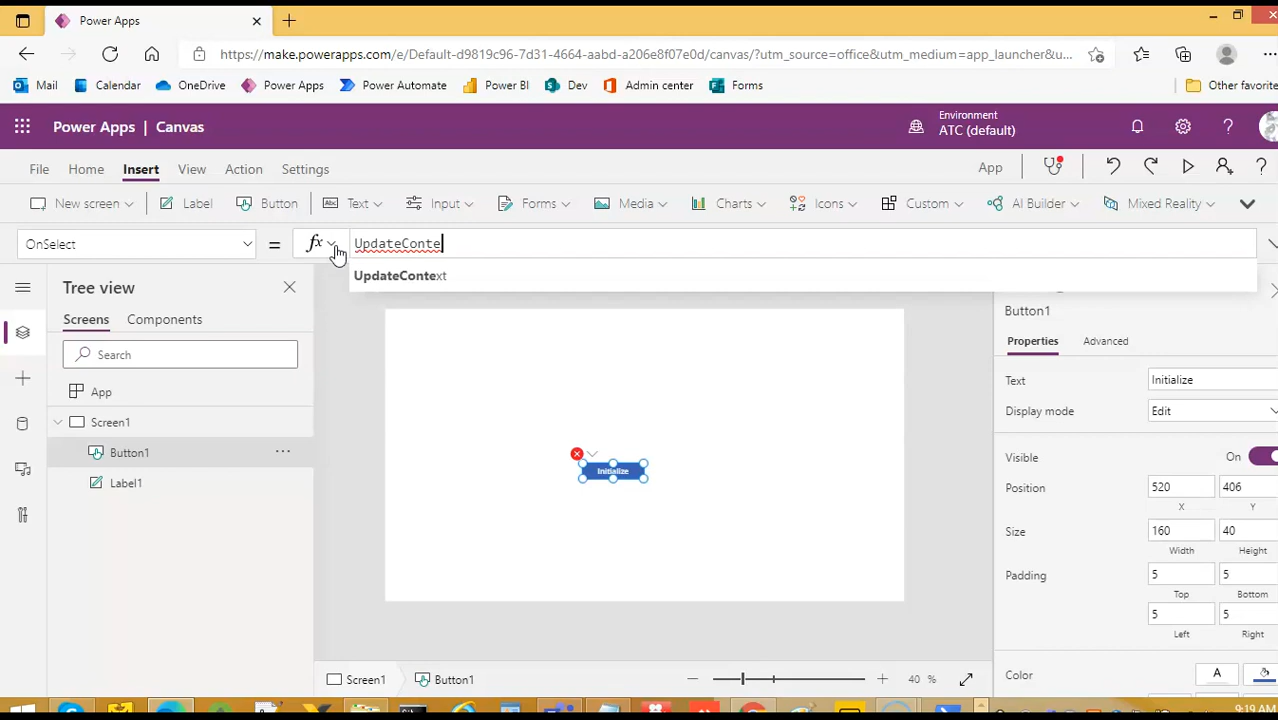 Power Apps
https://make.powerapps.com/e/Default-d9819c96-7d31-4664-aabd-a206e8f07e0d/canvas/?utm_source=office&utm_medium=app_launcher&u...
Mail Calendar OneDrive Power Apps Power Automate Power BI Dev Admin center Forms Other favorite
Power Apps | Canvas
Environment
ATC (default)
File Home Insert View Action Settings App
New screen Label Button Text Input Forms Media Charts Icons Custom AI Builder Mixed Reality
OnSelect = fx UpdateConte
UpdateContext
Tree view
Screens Components
Search
App
Screen1
Button1
Label1
Initialize
Button1
Properties Advanced
Text Initialize
Display mode Edit
Visible On
Position 520 406
X Y
Size 160 40
Width Height
Padding 5 5
Top Bottom
5 5
Left Right
Color A
Screen1 Button1 40 %
9:19 AM